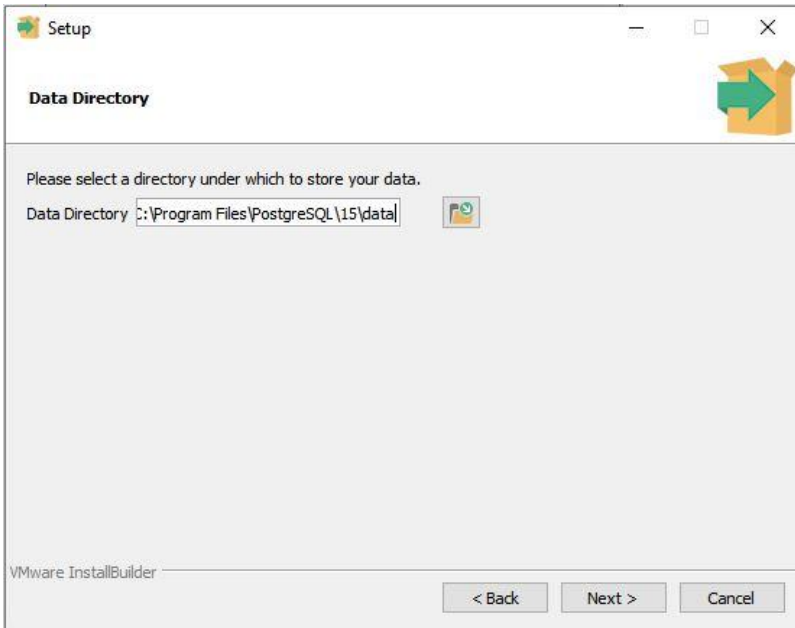 Setup
Data Directory
Please select a directory under which to store your data.
Data Directory C:\Program Files\PostgreSQL\15\data
VMware InstallBuilder
< Back Next > Cancel